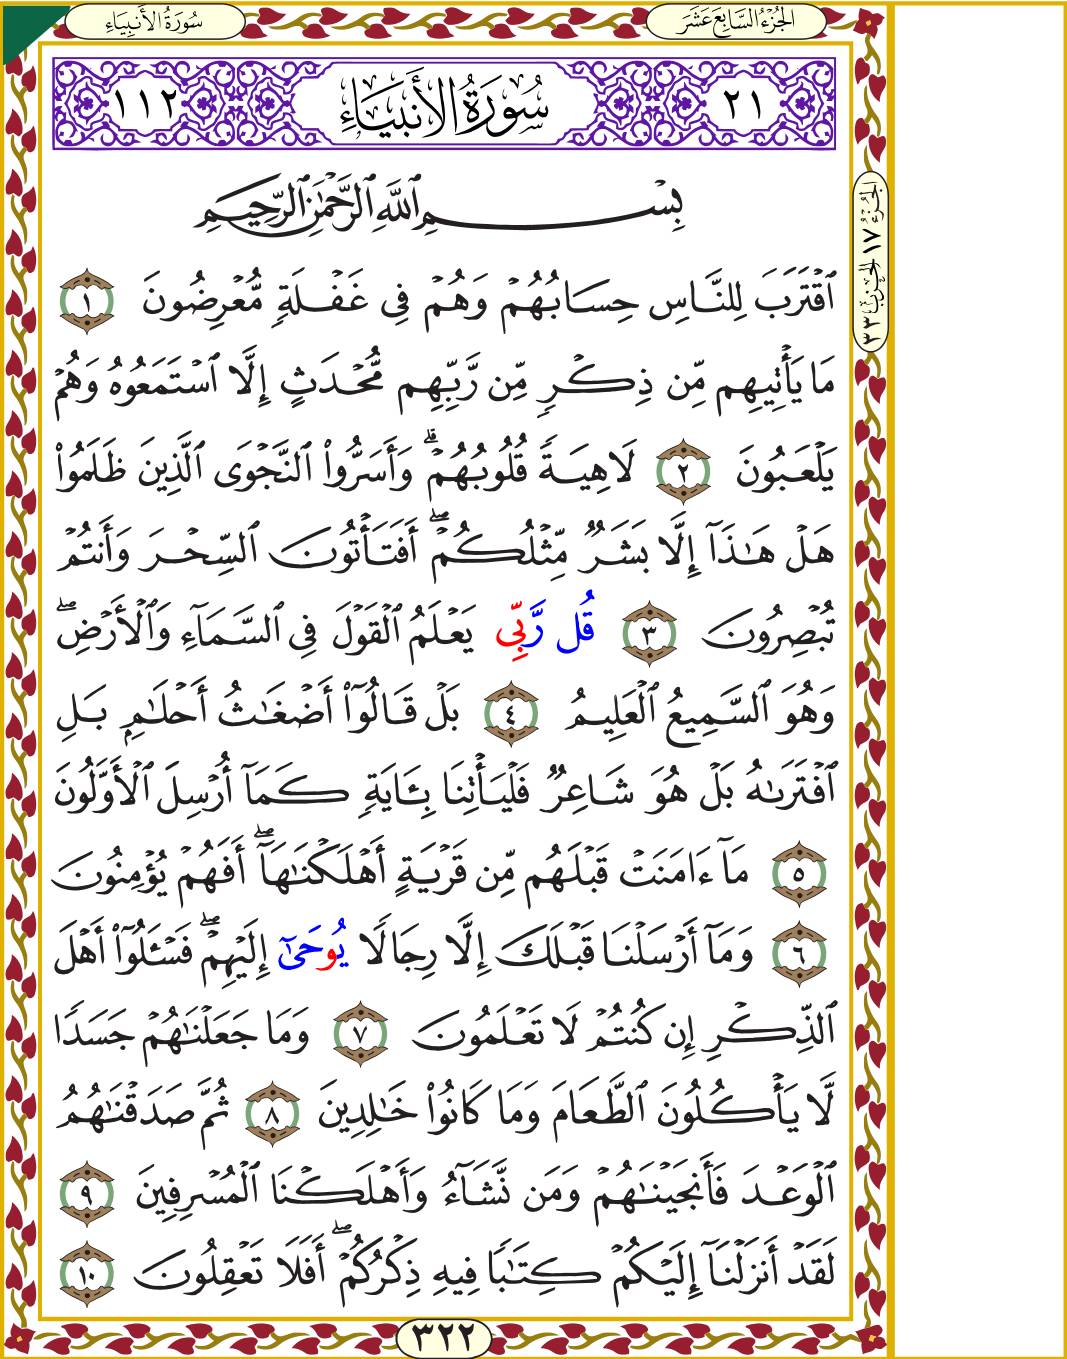 الجُزْءُ السَّابِعَ عَشَرَ
سُورَةُ الأَنبِيَاءِ
٢١ سُورَةُ الأَنبِيَاءِ ١١٢
بِسْمِ ٱللَّهِ ٱلرَّحْمَٰنِ ٱلرَّحِيمِ
ٱقْتَرَبَ لِلنَّاسِ حِسَابُهُمْ وَهُمْ فِى غَفْلَةٍ مُّعْرِضُونَ ١
مَا يَأْتِيهِم مِّن ذِكْرٍ مِّن رَّبِّهِم مُّحْدَثٍ إِلَّا ٱسْتَمَعُوهُ وَهُمْ
يَلْعَبُونَ ٢ لَاهِيَةً قُلُوبُهُمْ ۗ وَأَسَرُّوا۟ ٱلنَّجْوَى ٱلَّذِينَ ظَلَمُوا۟
هَلْ هَٰذَآ إِلَّا بَشَرٌ مِّثْلُكُمْ ۖ أَفَتَأْتُونَ ٱلسِّحْرَ وَأَنتُمْ
تُبْصِرُونَ ٣ قُل رَّبِّى يَعْلَمُ ٱلْقَوْلَ فِى ٱلسَّمَآءِ وَٱلْأَرْضِ ۖ
وَهُوَ ٱلسَّمِيعُ ٱلْعَلِيمُ ٤ بَلْ قَالُوٓا۟ أَضْغَٰثُ أَحْلَٰمٍ بَلِ
ٱفْتَرَىٰهُ بَلْ هُوَ شَاعِرٌ فَلْيَأْتِنَا بِـَٔايَةٍ كَمَآ أُرْسِلَ ٱلْأَوَّلُونَ
٥ مَآ ءَامَنَتْ قَبْلَهُم مِّن قَرْيَةٍ أَهْلَكْنَٰهَآ ۖ أَفَهُمْ يُؤْمِنُونَ
٦ وَمَآ أَرْسَلْنَا قَبْلَكَ إِلَّا رِجَالًا يُوحَىٰٓ إِلَيْهِمْ ۖ فَسْـَٔلُوٓا۟ أَهْلَ
ٱلذِّكْرِ إِن كُنتُمْ لَا تَعْلَمُونَ ٧ وَمَا جَعَلْنَٰهُمْ جَسَدًا
لَّا يَأْكُلُونَ ٱلطَّعَامَ وَمَا كَانُوا۟ خَٰلِدِينَ ٨ ثُمَّ صَدَقْنَٰهُمُ
ٱلْوَعْدَ فَأَنجَيْنَٰهُمْ وَمَن نَّشَآءُ وَأَهْلَكْنَا ٱلْمُسْرِفِينَ ٩
لَقَدْ أَنزَلْنَآ إِلَيْكُمْ كِتَٰبًا فِيهِ ذِكْرُكُمْ ۖ أَفَلَا تَعْقِلُونَ ١٠
الجُزْءُ ١٧ الحِزْبُ ٣٣
٣٢٢